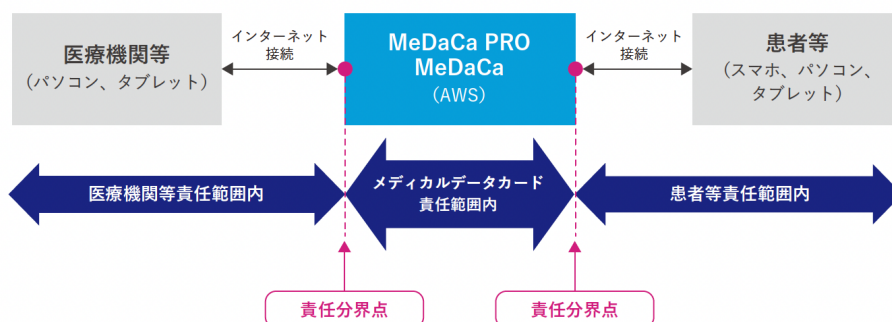 医療機関等
（パソコン、タブレット）
インターネット
接続
MeDaCa PRO
MeDaCa
（AWS）
インターネット
接続
患者等
（スマホ、パソコン、
タブレット）
医療機関等責任範囲内
メディカルデータカード
責任範囲内
患者等責任範囲内
責任分界点
責任分界点